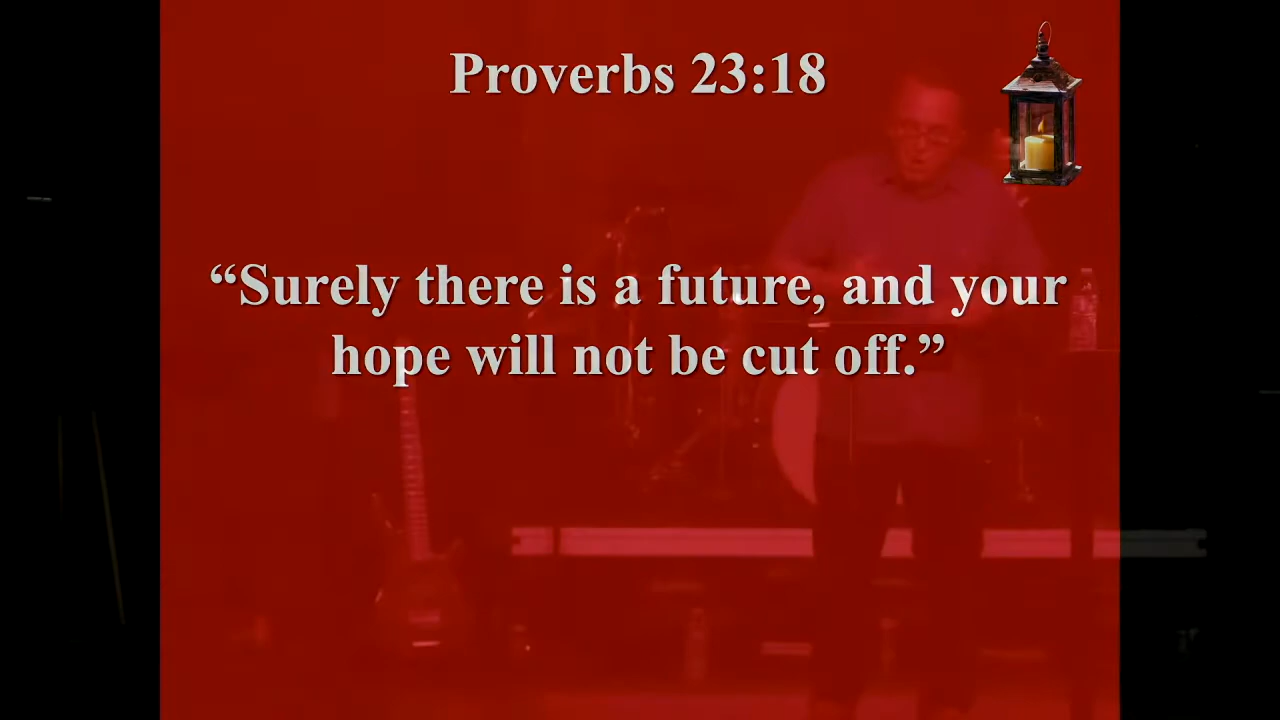 Proverbs 23:18
“Surely there is a future, and your
hope will not be cut off.”